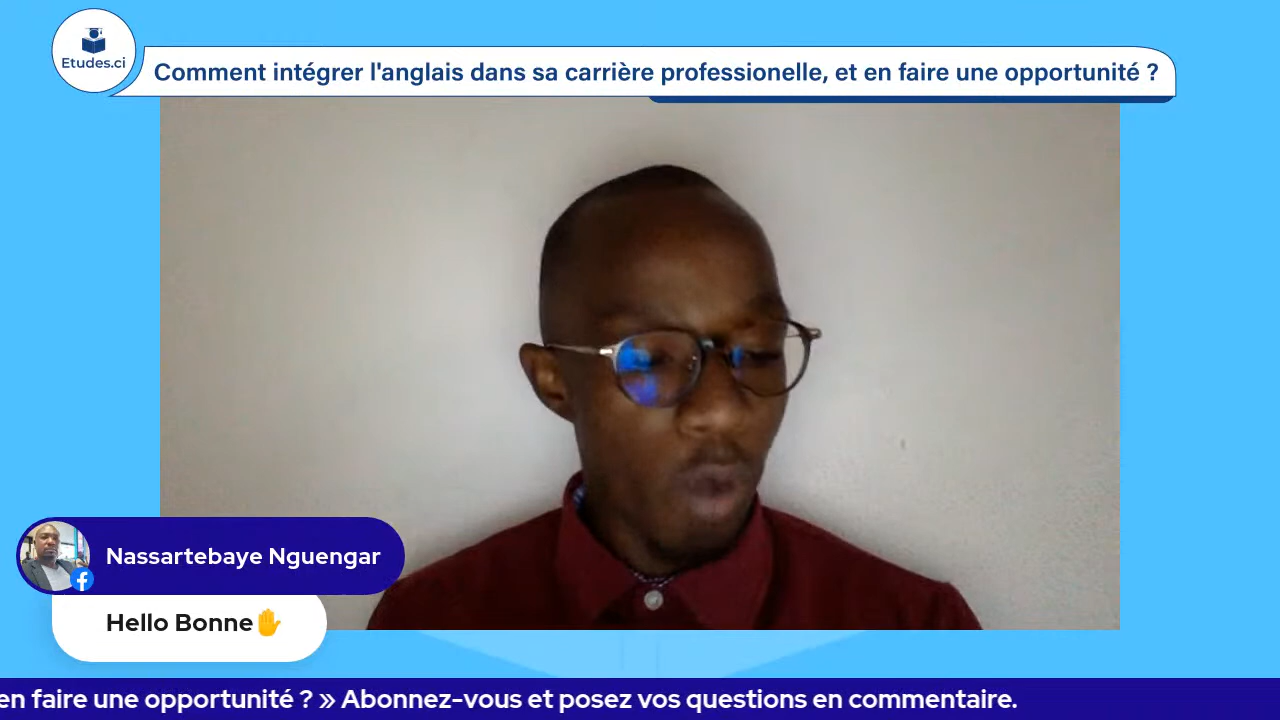 Etudes.ci
Comment intégrer l'anglais dans sa carrière professionelle, et en faire une opportunité ?
Nassartebaye Nguengar
Hello Bonne✋
en faire une opportunité ? » Abonnez-vous et posez vos questions en commentaire.